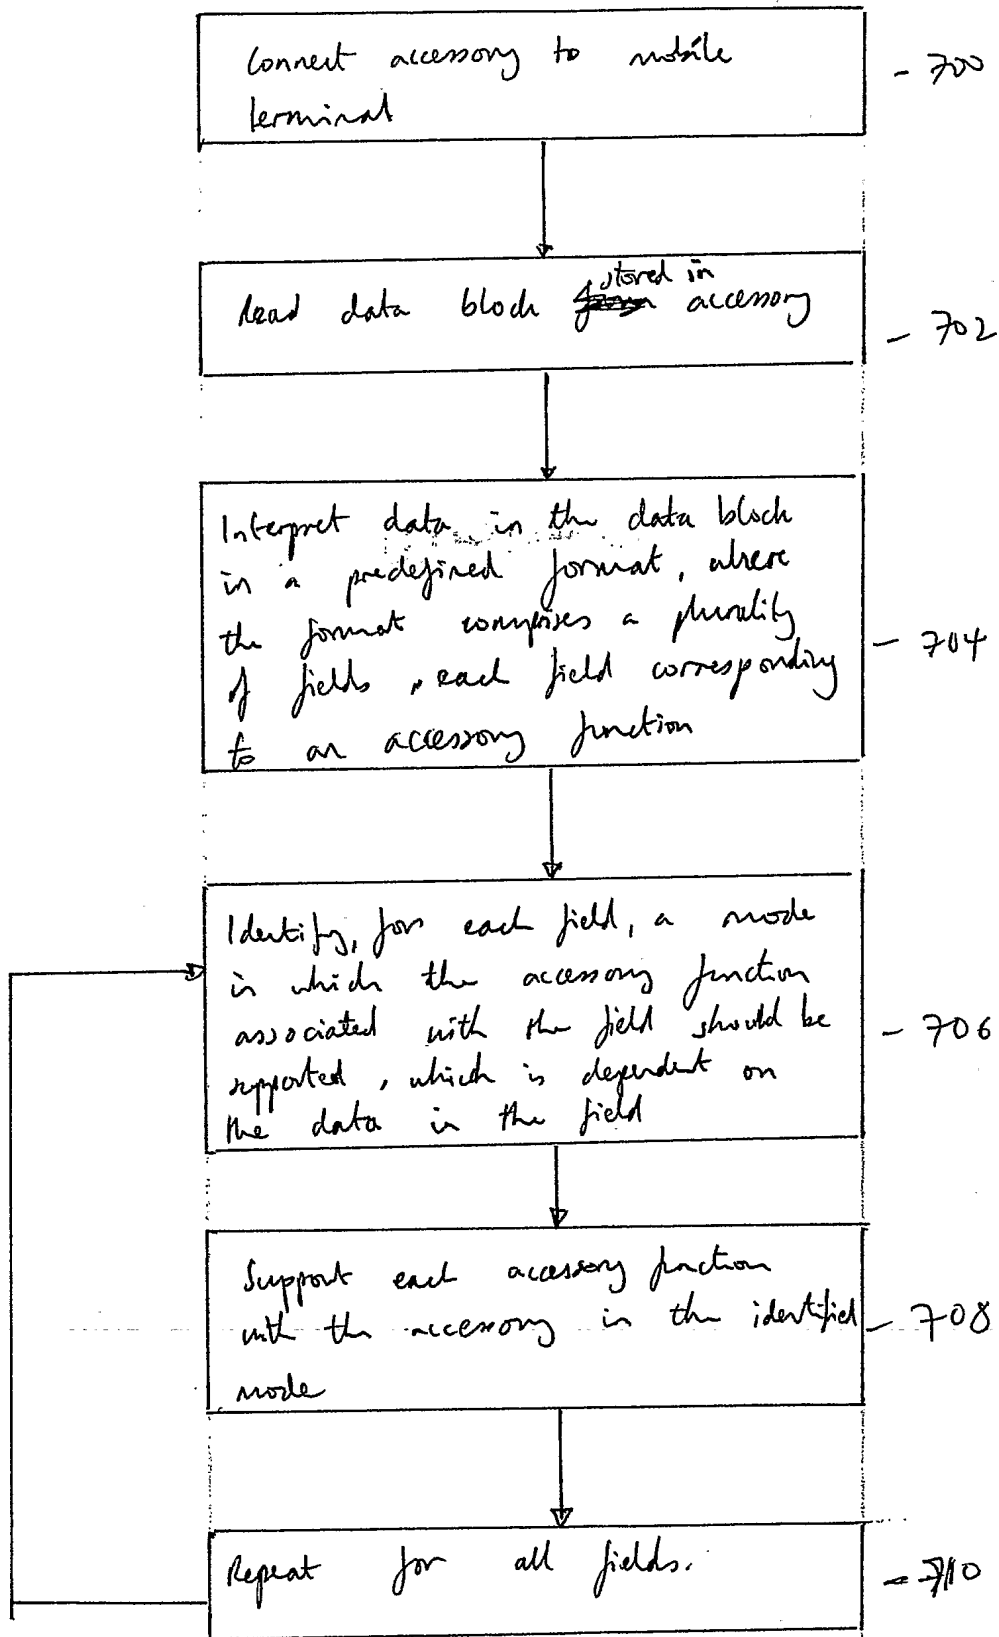 Connect accessory to mobile
terminal
- 700
stored in
Read data block from accessory
- 702
Interpret data in the data block
in a predefined format, where
the format comprises a plurality
of fields, each field corresponding
to an accessory function
- 704
Identify, for each field, a mode
in which the accessory function
associated with the field should be
supported, which is dependent on
the data in the field
- 706
Support each accessory function
with the accessory in the identified
mode
- 708
Repeat for all fields.
- 710